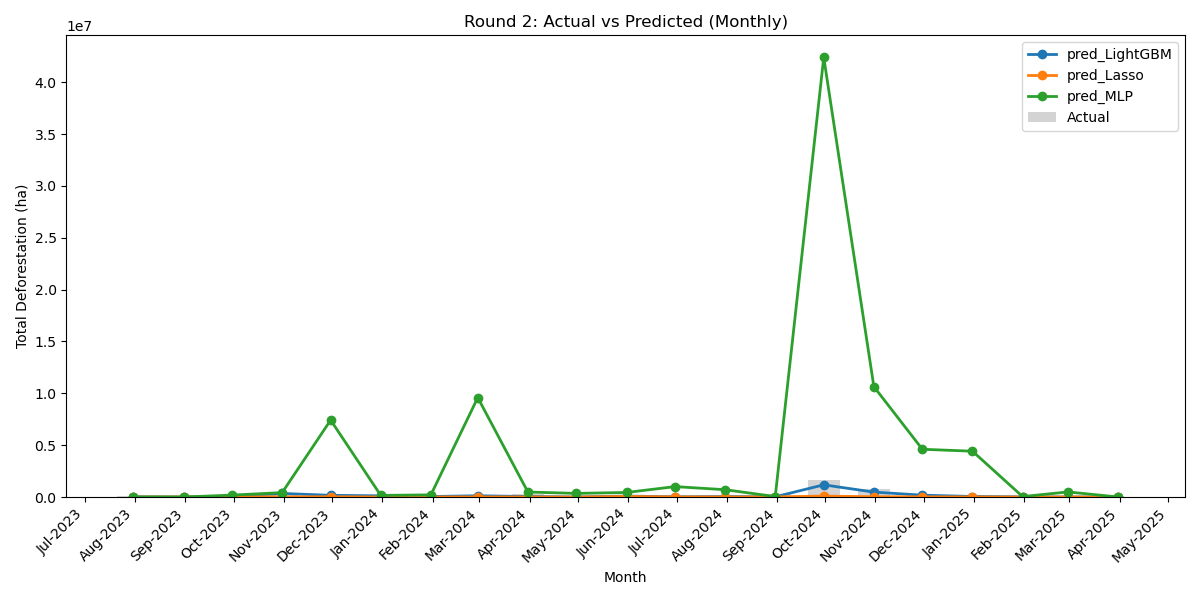 Round 2: Actual vs Predicted (Monthly)
1e7
pred_LightGBM
pred_Lasso
pred_MLP
Actual
4.0
3.5
3.0
2.5
2.0
1.5
1.0
0.5
0.0
Total Deforestation (ha)
Jul-2023
Aug-2023
Sep-2023
Oct-2023
Nov-2023
Dec-2023
Jan-2024
Feb-2024
Mar-2024
Apr-2024
May-2024
Jun-2024
Jul-2024
Aug-2024
Sep-2024
Oct-2024
Nov-2024
Dec-2024
Jan-2025
Feb-2025
Mar-2025
Apr-2025
May-2025
Month